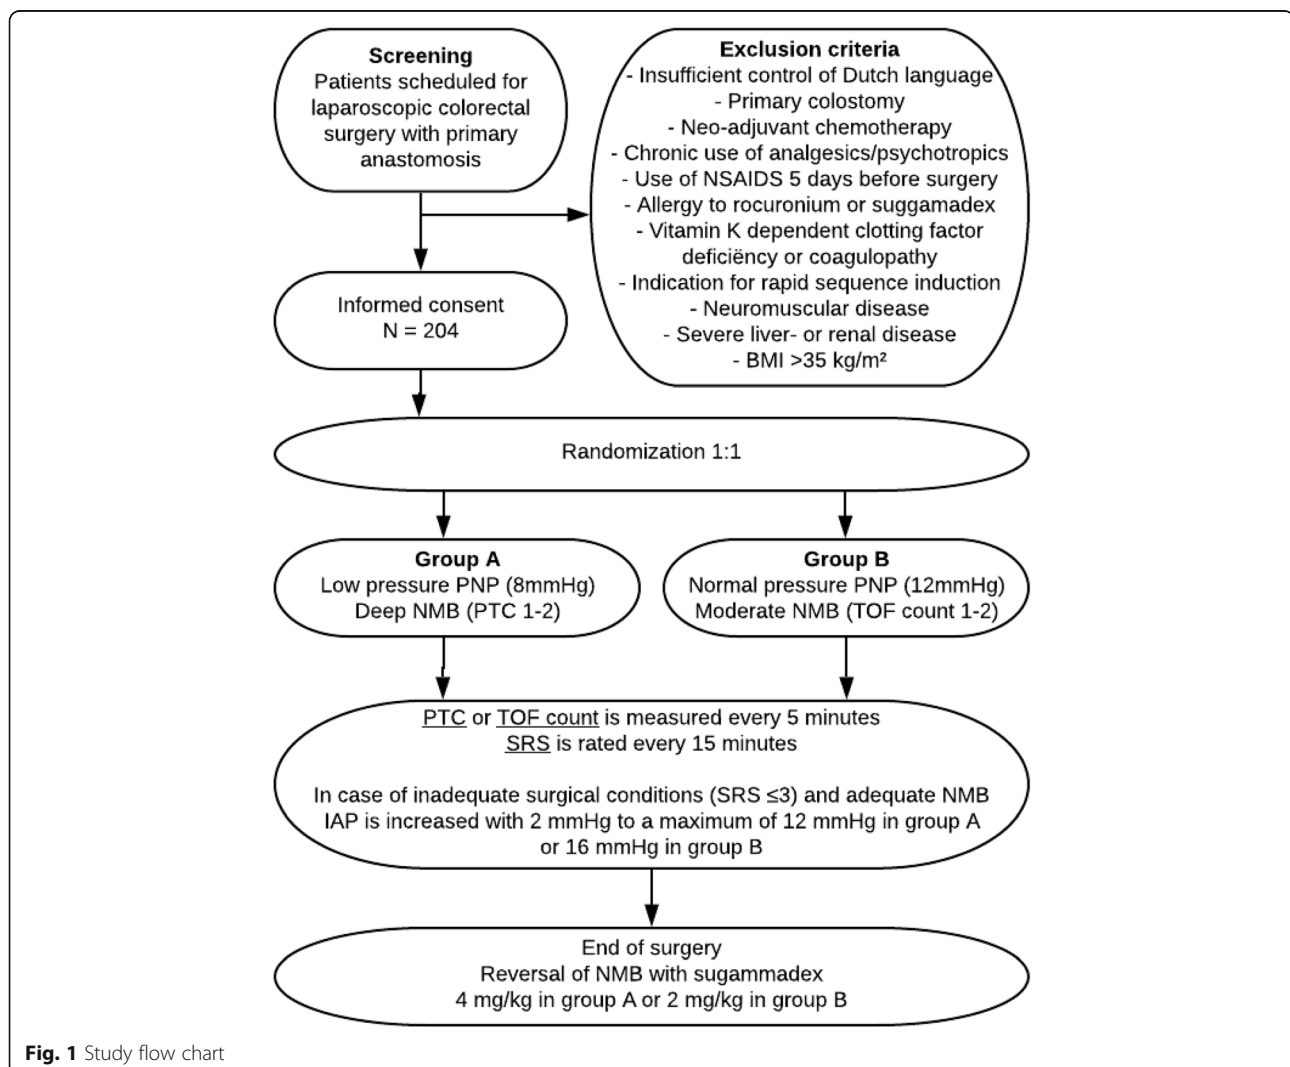 Screening
Patients scheduled for
laparoscopic colorectal
surgery with primary
anastomosis
Exclusion criteria
- Insufficient control of Dutch language
- Primary colostomy
- Neo-adjuvant chemotherapy
- Chronic use of analgesics/psychotropics
- Use of NSAIDS 5 days before surgery
- Allergy to rocuronium or suggamadex
- Vitamin K dependent clotting factor
deficiëncy or coagulopathy
- Indication for rapid sequence induction
- Neuromuscular disease
- Severe liver- or renal disease
- BMI >35 kg/m²
Informed consent
N = 204
Randomization 1:1
Group A
Low pressure PNP (8mmHg)
Deep NMB (PTC 1-2)
Group B
Normal pressure PNP (12mmHg)
Moderate NMB (TOF count 1-2)
PTC or TOF count is measured every 5 minutes
SRS is rated every 15 minutes
In case of inadequate surgical conditions (SRS ≤3) and adequate NMB
IAP is increased with 2 mmHg to a maximum of 12 mmHg in group A
or 16 mmHg in group B
End of surgery
Reversal of NMB with sugammadex
4 mg/kg in group A or 2 mg/kg in group B
Fig. 1 Study flow chart